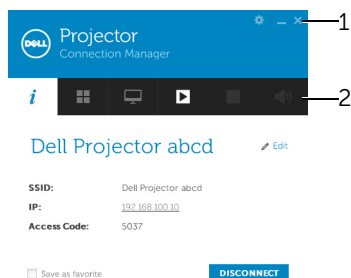 DELL
Projector
Connection Manager
1
i
2
Dell Projector abcd
Edit
SSID: Dell Projector abcd
IP: 192.168.100.10
Access Code: 5037
Save as favorite
DISCONNECT